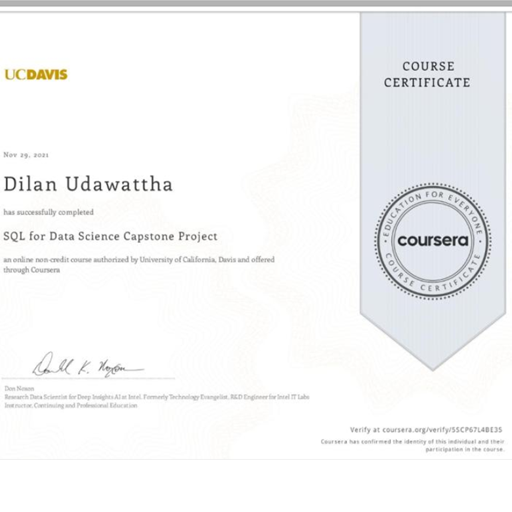 UCDAVIS
COURSE
CERTIFICATE
Nov 29, 2021
Dilan Udawattha
has successfully completed
SQL for Data Science Capstone Project
an online non-credit course authorized by University of California, Davis and offered
through Coursera
EDUCATION FOR EVERYONE
coursera
COURSE CERTIFICATE
Don Noxon
Research Data Scientist for Deep Insights AI at Intel, Formerly Technology Evangelist, R&D Engineer for Intel IT Labs
Instructor, Continuing and Professional Education
Verify at coursera.org/verify/
Coursera has confirmed the identity of this individual and their
participation in the course.